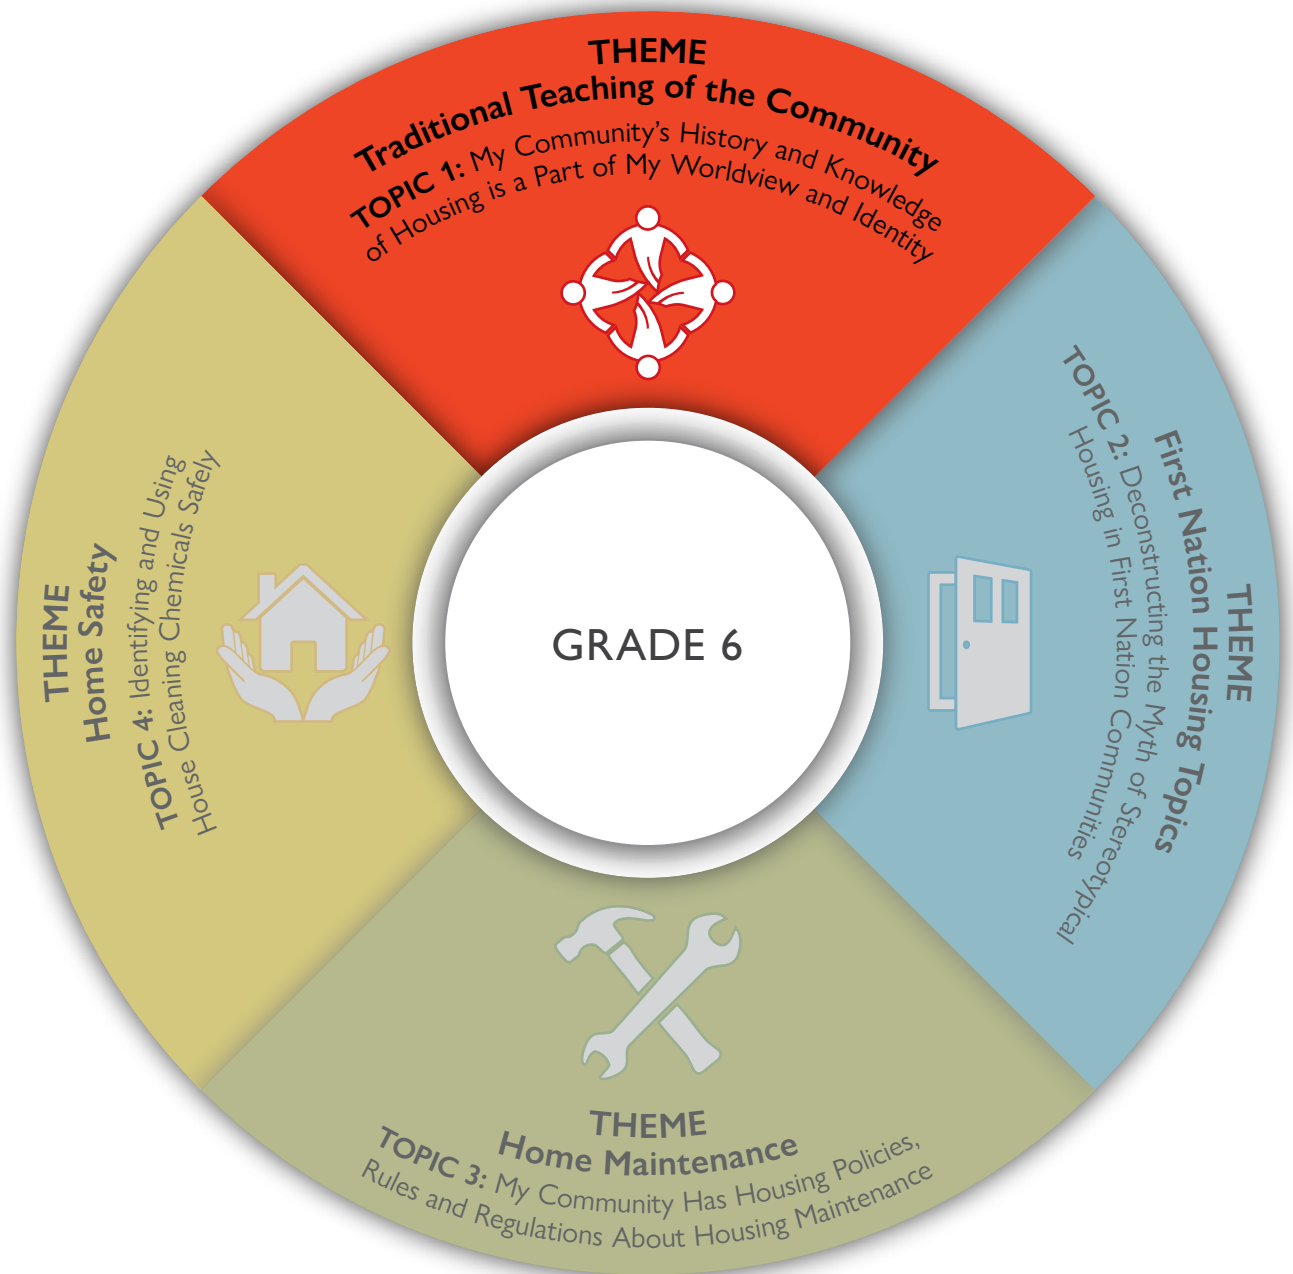 THEME
Traditional Teaching of the Community
TOPIC 1: My Community’s History and Knowledge
of Housing is a Part of My Worldview and Identity
THEME
First Nation Housing Topics
TOPIC 2: Deconstructing the Myth of Stereotypical
Housing in First Nation Communities
THEME
Home Maintenance
TOPIC 3: My Community Has Housing Policies,
Rules and Regulations About Housing Maintenance
THEME
Home Safety
TOPIC 4: Identifying and Using
House Cleaning Chemicals Safely
GRADE 6